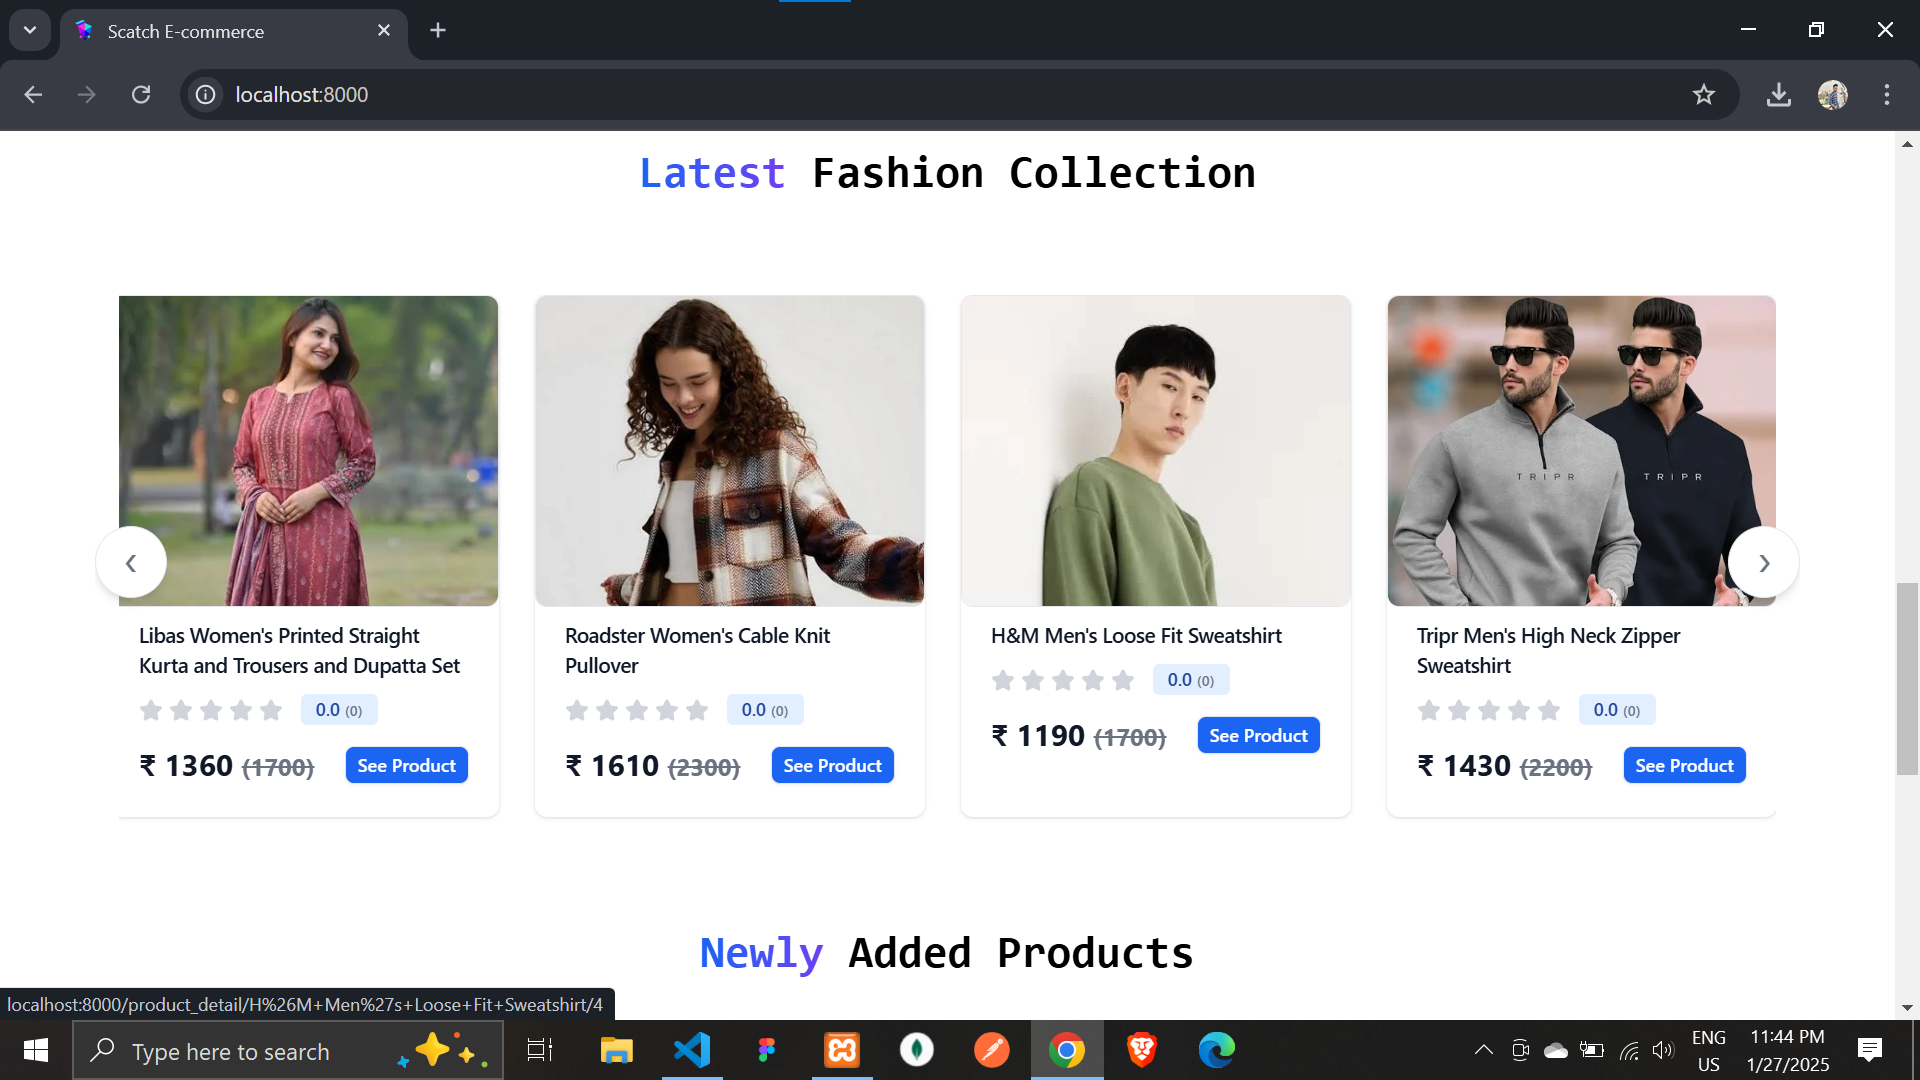 Scatch E-commerce
localhost:8000
Latest Fashion Collection
TRIPR TRIPR
Libas Women's Printed Straight
Kurta and Trousers and Dupatta Set
0.0 (0)
₹ 1360 (1700) See Product
Roadster Women's Cable Knit
Pullover
0.0 (0)
₹ 1610 (2300) See Product
H&M Men's Loose Fit Sweatshirt
0.0 (0)
₹ 1190 (1700) See Product
Tripr Men's High Neck Zipper
Sweatshirt
0.0 (0)
₹ 1430 (2200) See Product
Newly Added Products
localhost:8000/product_detail/H%26M+Men%27s+Loose+Fit+Sweatshirt/4
Type here to search
ENG
US
11:44 PM
1/27/2025